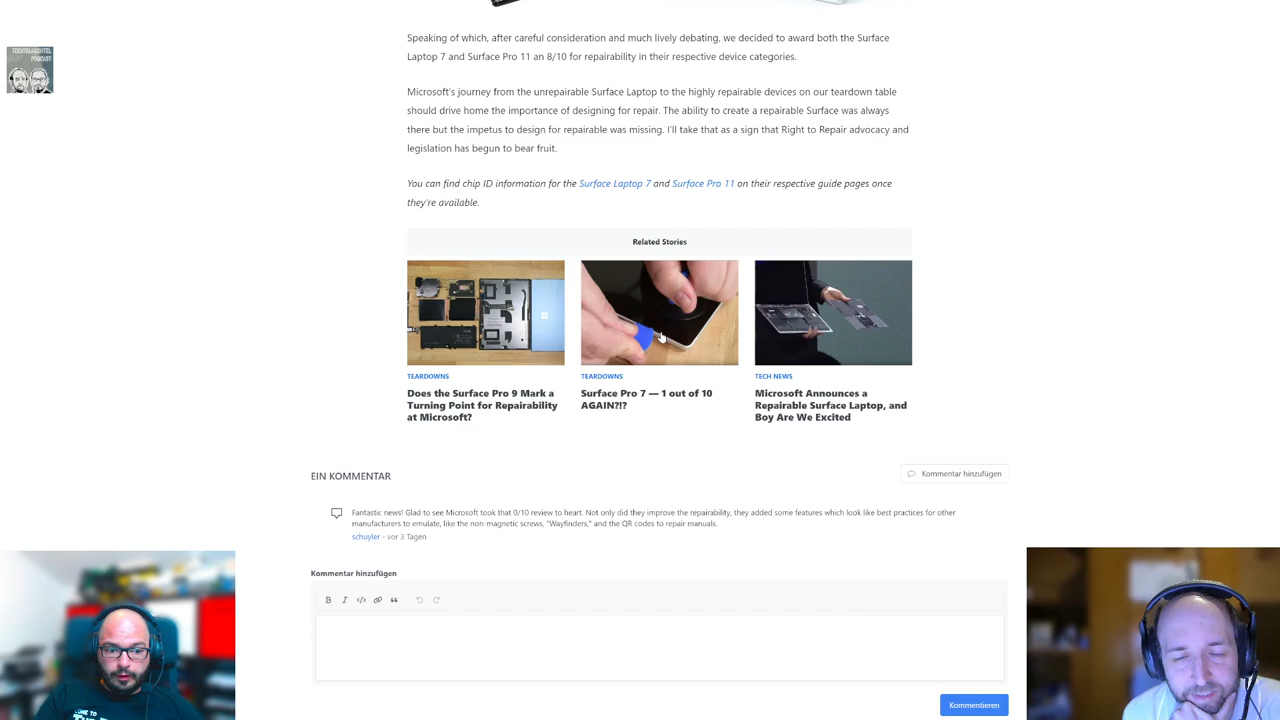 TECHTELMECHTEL
PODCAST
Speaking of which, after careful consideration and much lively debating, we decided to award both the Surface
Laptop 7 and Surface Pro 11 an 8/10 for repairability in their respective device categories.
Microsoft's journey from the unrepairable Surface Laptop to the highly repairable devices on our teardown table
should drive home the importance of designing for repair. The ability to create a repairable Surface was always
there but the impetus to design for repairable was missing. I'll take that as a sign that Right to Repair advocacy and
legislation has begun to bear fruit.
You can find chip ID information for the Surface Laptop 7 and Surface Pro 11 on their respective guide pages once
they're available.
Related Stories
TEARDOWNS
Does the Surface Pro 9 Mark a
Turning Point for Repairability
at Microsoft?
TEARDOWNS
Surface Pro 7 — 1 out of 10
AGAIN?!?
TECH NEWS
Microsoft Announces a
Repairable Surface Laptop, and
Boy Are We Excited
EIN KOMMENTAR
Kommentar hinzufügen
Fantastic news! Glad to see Microsoft took that 0/10 review to heart. Not only did they improve the repairability, they added some features which look like best practices for other
manufacturers to emulate, like the non-magnetic screws, "Wayfinders," and the QR codes to repair manuals.
schuyler - vor 3 Tagen
Kommentar hinzufügen
B I </>
Kommentieren